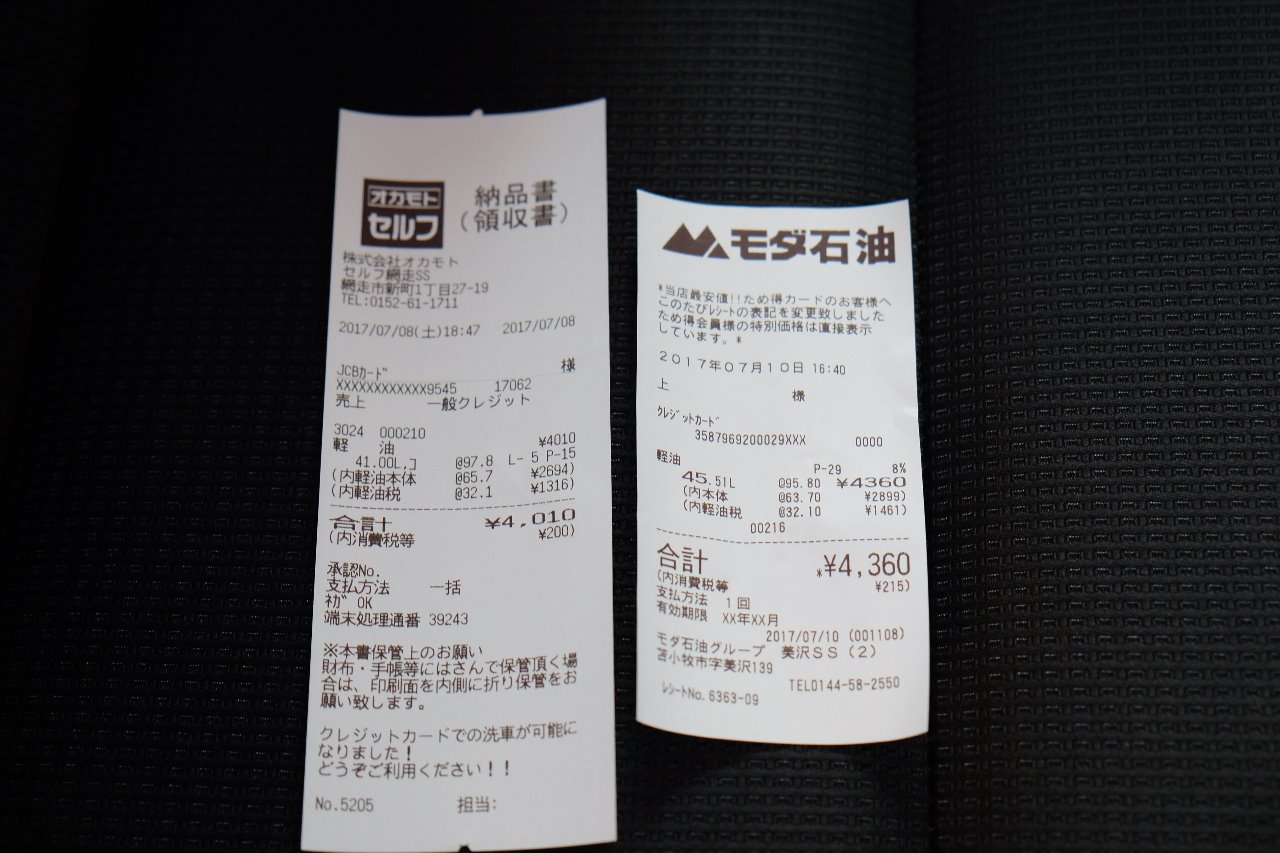 オカモト
セルフ
納品書
(領収書)
株式会社オカモト
セルフ網走SS
網走市新町1丁目27-19
TEL:0152-61-1711
2017/07/08(土)18:47 2017/07/08
様
JCBカード
XXXXXXXXXXXX9545 17062
売上 一般クレジット
3024 000210
軽 油 ¥4010
41.00L,コ @97.8 L- 5 P-15
(内軽油本体 @65.7 ¥2694)
(内軽油税 @32.1 ¥1316)
合計 ¥4,010
(内消費税等 ¥200)
承認No.
支払方法 一括
ネガ OK
端末処理通番 39243
※本書保管上のお願い
財布・手帳等にはさんで保管頂く場
合は、印刷面を内側に折り保管をお
願い致します。
クレジットカードでの洗車が可能に
なりました!
どうぞご利用ください!!
No.5205 担当:
モダ石油
*当店最安値!!ため得カードのお客様へ
このたびレシートの表記を変更致しました
ため得会員様の特別価格は直接表示
しています。*
2017年07月10日 16:40
上 様
クレジットカード
3587969200029XXX 0000
軽油 P-29 8%
45.51L @95.80 ¥4360
(内本体 @63.70 ¥2899)
(内軽油税 @32.10 ¥1461)
00216
合計 *¥4,360
(内消費税等 ¥215)
支払方法 1回
有効期限 XX年XX月
2017/07/10 (001108)
モダ石油グループ 美沢SS(2)
苫小牧市字美沢139
TEL0144-58-2550
レシートNo.6363-09